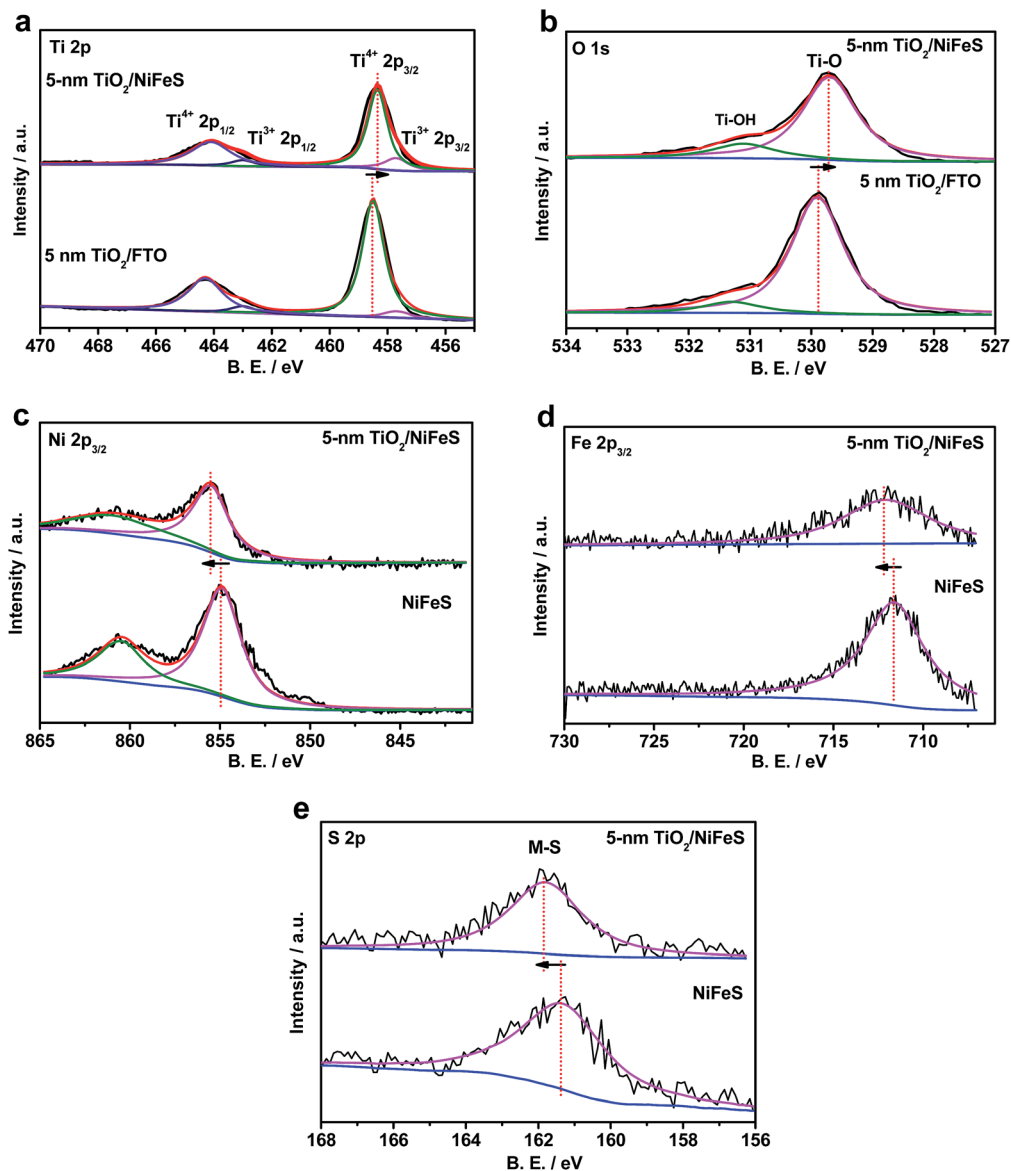 a
Ti 2p
5-nm TiO2/NiFeS
Ti4+ 2p3/2
Ti4+ 2p1/2
Ti3+ 2p1/2
Ti3+ 2p3/2
5 nm TiO2/FTO
Intensity / a.u.
470 468 466 464 462 460 458 456
B. E. / eV
b
O 1s
5-nm TiO2/NiFeS
Ti-O
Ti-OH
5 nm TiO2/FTO
Intensity / a.u.
534 533 532 531 530 529 528 527
B. E. / eV
c
Ni 2p3/2
5-nm TiO2/NiFeS
NiFeS
Intensity / a.u.
865 860 855 850 845
B. E. / eV
d
Fe 2p3/2
5-nm TiO2/NiFeS
NiFeS
Intensity / a.u.
730 725 720 715 710
B. E. / eV
e
S 2p
M-S
5-nm TiO2/NiFeS
NiFeS
Intensity / a.u.
168 166 164 162 160 158 156
B. E. / eV